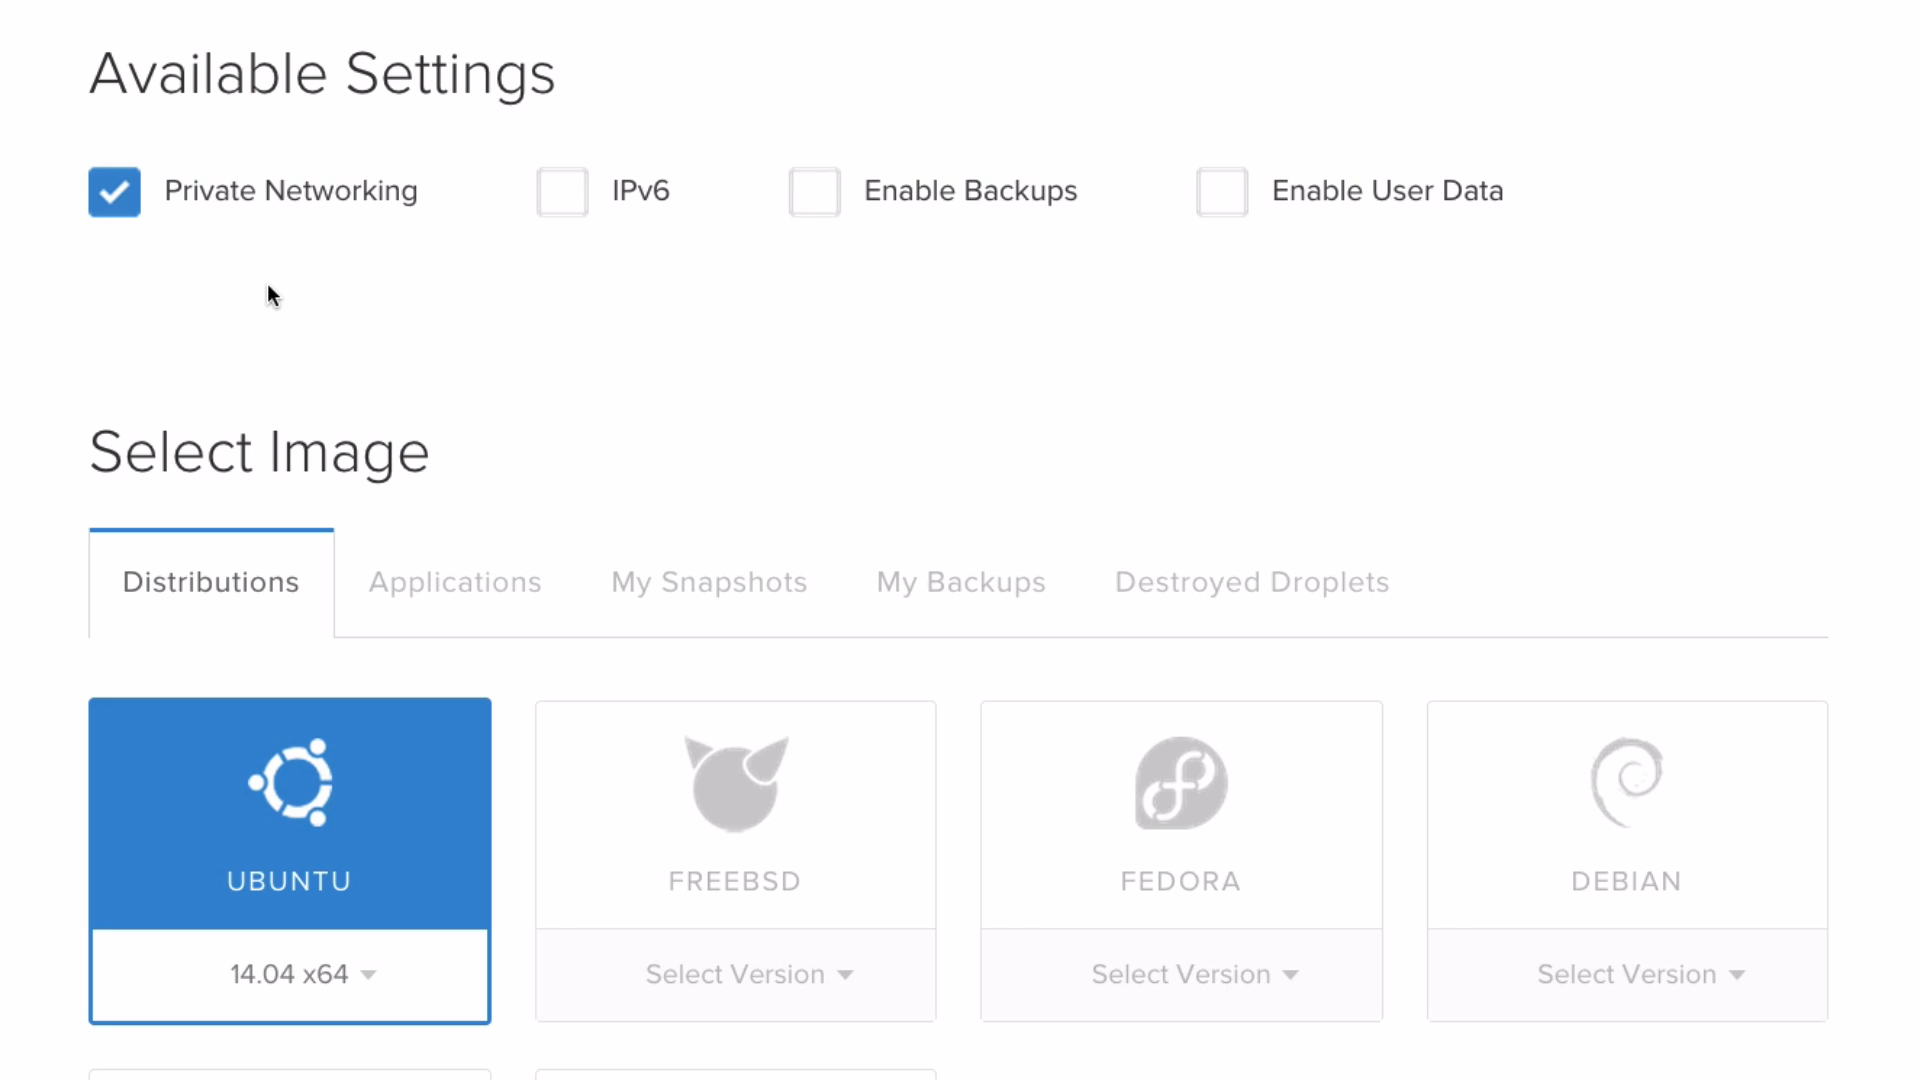 Available Settings
Private Networking IPv6 Enable Backups Enable User Data
Select Image
Distributions Applications My Snapshots My Backups Destroyed Droplets
UBUNTU FREEBSD FEDORA DEBIAN
14.04 x64 Select Version Select Version Select Version